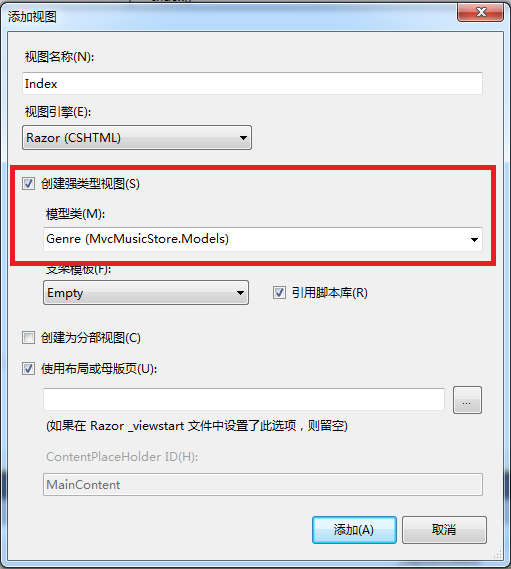 添加视图
视图名称(N):
Index
视图引擎(E):
Razor (CSHTML)
创建强类型视图(S)
模型类(M):
Genre (MvcMusicStore.Models)
支架模板(F):
Empty
引用脚本库(R)
创建为分部视图(C)
使用布局或母版页(U):
...
(如果在 Razor _viewstart 文件中设置了此选项，则留空)
ContentPlaceHolder ID(H):
MainContent
添加(A)
取消